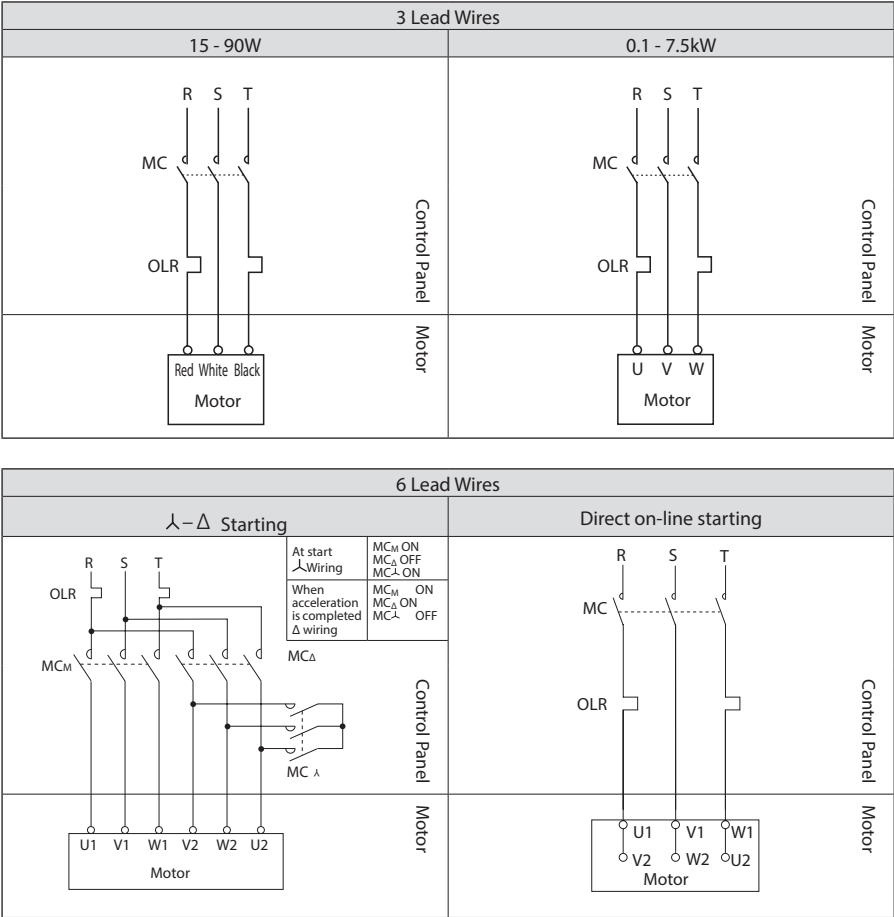 3 Lead Wires
15 - 90W
0.1 - 7.5kW
R S T
MC
OLR
Control Panel
Motor
Red White Black
Motor
R S T
MC
OLR
Control Panel
Motor
U V W
Motor
6 Lead Wires
⅄ – Δ Starting
Direct on-line starting
At start
⅄Wiring
MCM ON
MCΔ OFF
MC⅄ ON
When
acceleration
is completed
Δ wiring
MCM ON
MCΔ ON
MC⅄ OFF
R S T
OLR
MCM
MCΔ
MC ⅄
Control Panel
Motor
U1 V1 W1 V2 W2 U2
Motor
R S T
MC
OLR
Control Panel
Motor
U1 V1 W1
V2 W2 U2
Motor